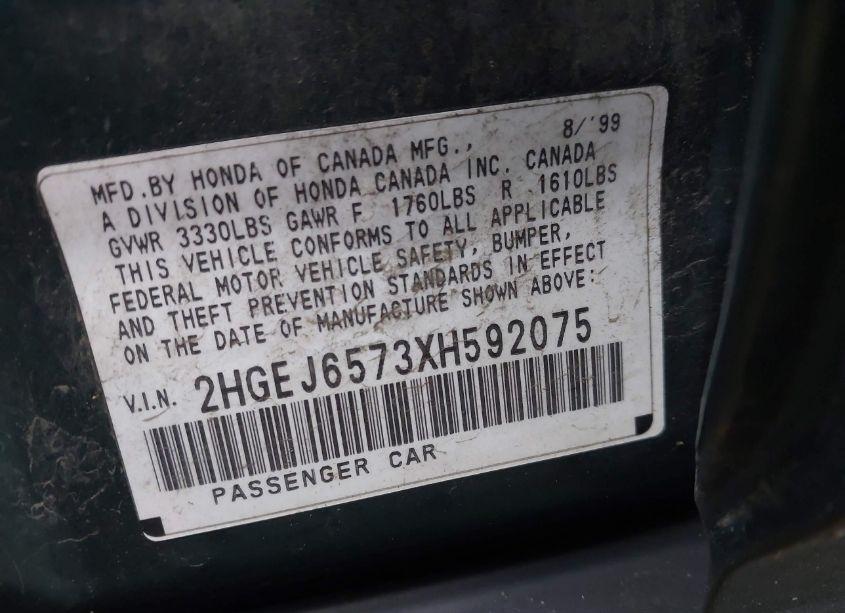 MFD.BY HONDA OF CANADA MFG., 8/'99
A DIVISION OF HONDA CANADA INC. CANADA
GVWR 3330LBS GAWR F 1760LBS R 1610LBS
THIS VEHICLE CONFORMS TO ALL APPLICABLE
FEDERAL MOTOR VEHICLE SAFETY, BUMPER,
AND THEFT PREVENTION STANDARDS IN EFFECT
ON THE DATE OF MANUFACTURE SHOWN ABOVE:
V.I.N. 2HGEJ6573XH592075
PASSENGER CAR